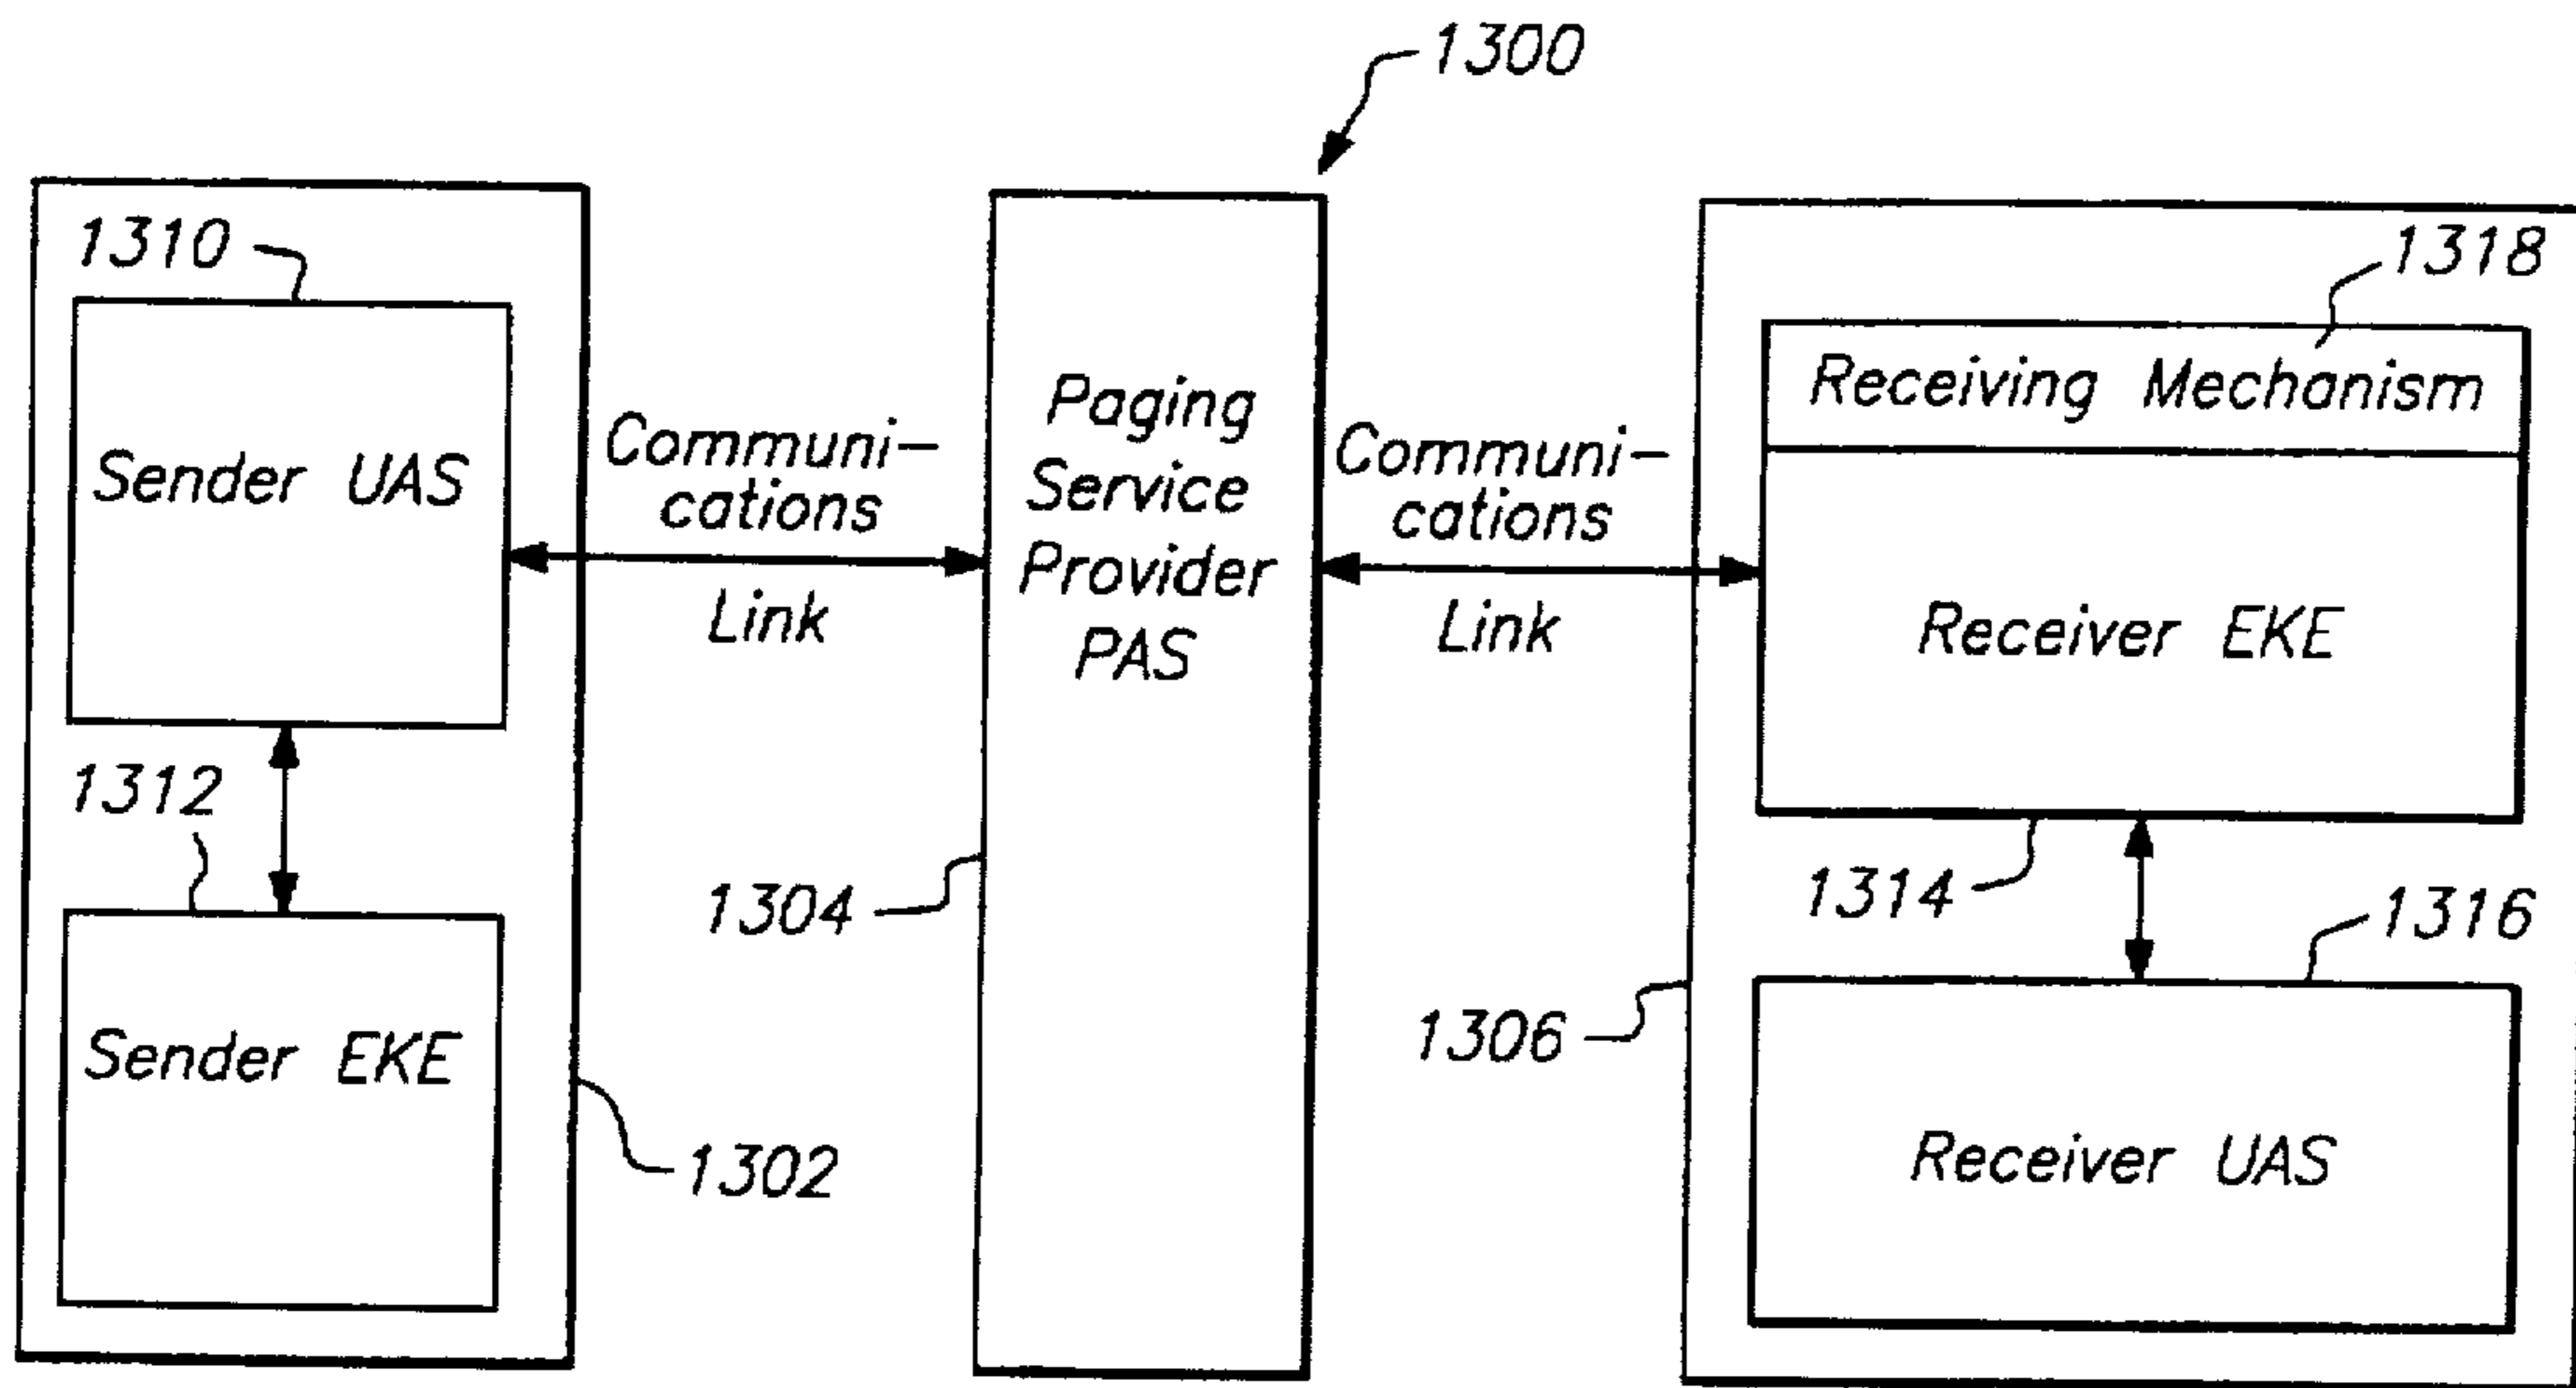 1300
1310
Sender UAS
1312
Sender EKE
1302
Communi-
cations
Link
Paging
Service
Provider
PAS
1304
Communi-
cations
Link
1318
Receiving Mechanism
Receiver EKE
1314
1316
1306
Receiver UAS